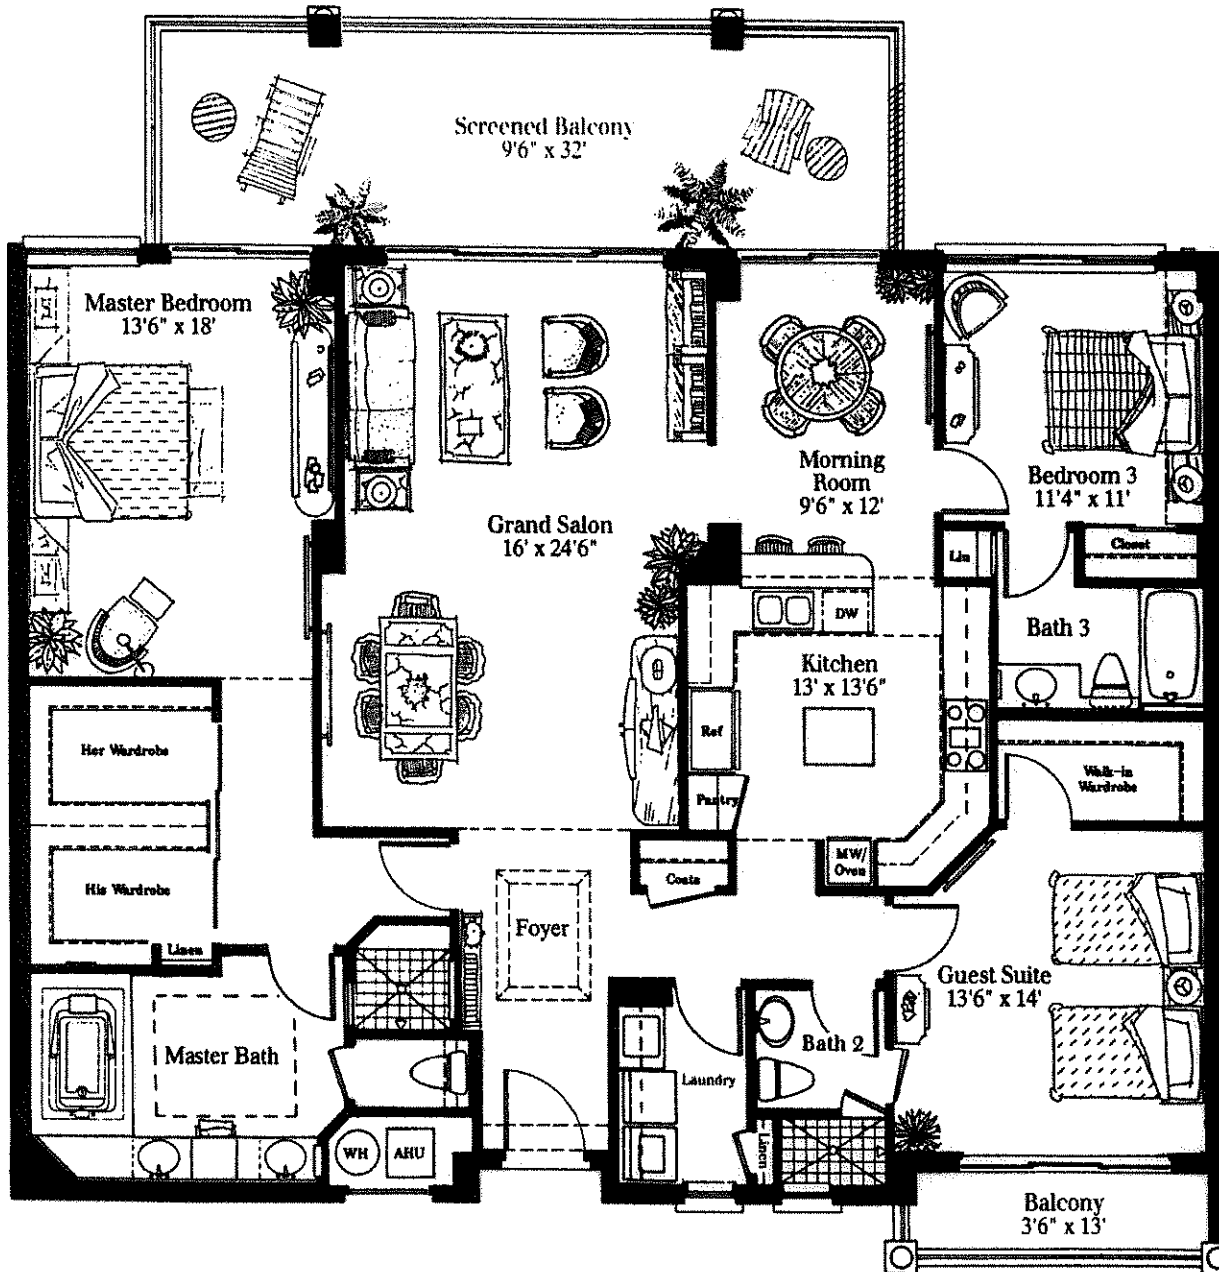 Screened Balcony
9'6" x 32'
Master Bedroom
13'6" x 18'
Morning
Room
9'6" x 12'
Bedroom 3
11'4" x 11'
Grand Salon
16' x 24'6"
Closet
Lin
DW
Bath 3
Kitchen
13' x 13'6"
Ref
Her Wardrobe
Walk-in
Wardrobe
Pantry
MW/
Oven
Coats
His Wardrobe
Foyer
Linen
Guest Suite
13'6" x 14'
Bath 2
Master Bath
Laundry
WH
AHU
Linen
Balcony
3'6" x 13'